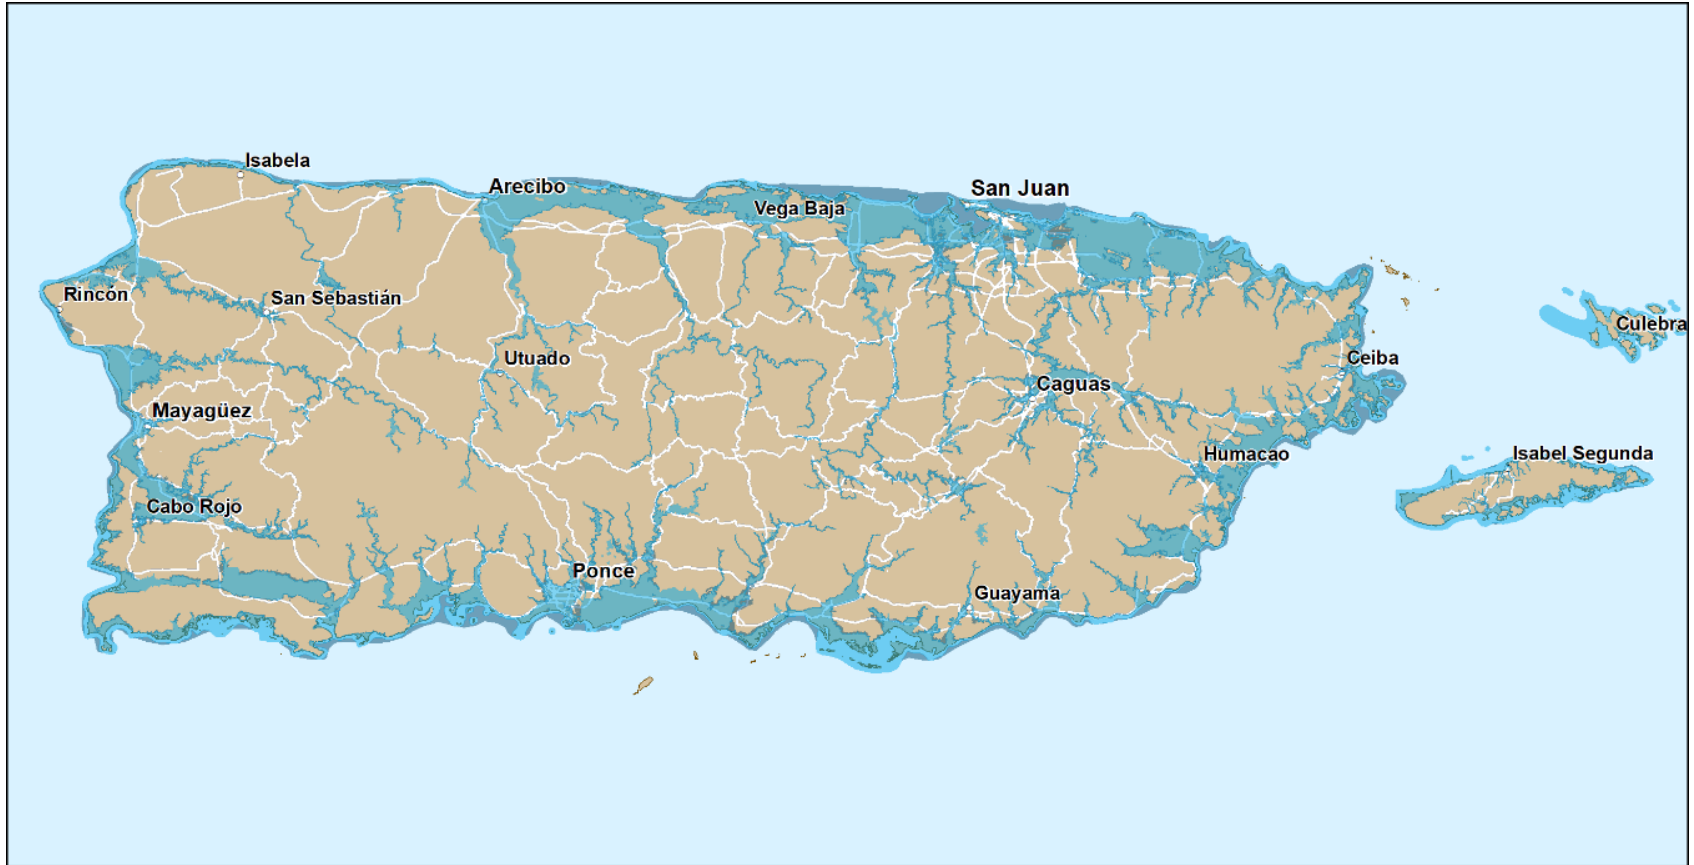 Isabela
Arecibo
San Juan
Vega Baja
Rincón
San Sebastián
Culebra
Utuado
Ceiba
Caguas
Mayagüez
Humacao
Isabel Segunda
Cabo Rojo
Ponce
Guayama